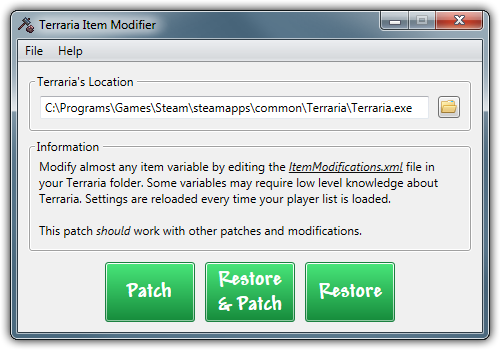 Terraria Item Modifier
File Help
Terraria's Location
C:\Programs\Games\Steam\steamapps\common\Terraria\Terraria.exe
Information
Modify almost any item variable by editing the ItemModifications.xml file in
your Terraria folder. Some variables may require low level knowledge about
Terraria. Settings are reloaded every time your player list is loaded.
This patch should work with other patches and modifications.
Patch
Restore
& Patch
Restore